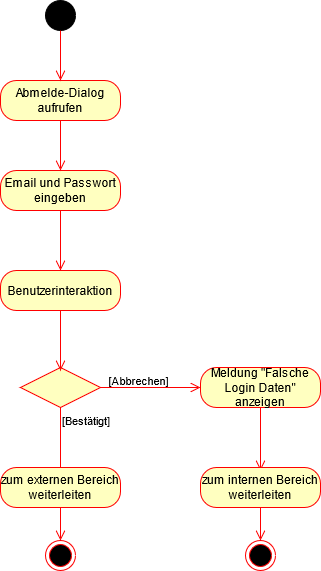 Abmelde-Dialog
aufrufen
Email und Passwort
eingeben
Benutzerinteraktion
[Abbrechen]
Meldung "Falsche
Login Daten"
anzeigen
[Bestätigt]
zum externen Bereich
weiterleiten
zum internen Bereich
weiterleiten